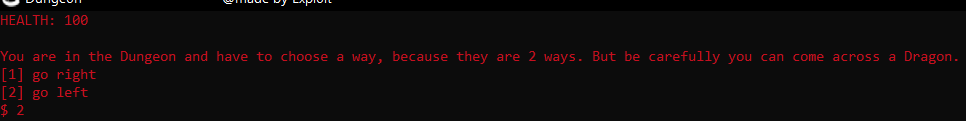 Dungeon @made by Exploit
HEALTH: 100
You are in the Dungeon and have to choose a way, because they are 2 ways. But be carefully you can come across a Dragon.
[1] go right
[2] go left
$ 2